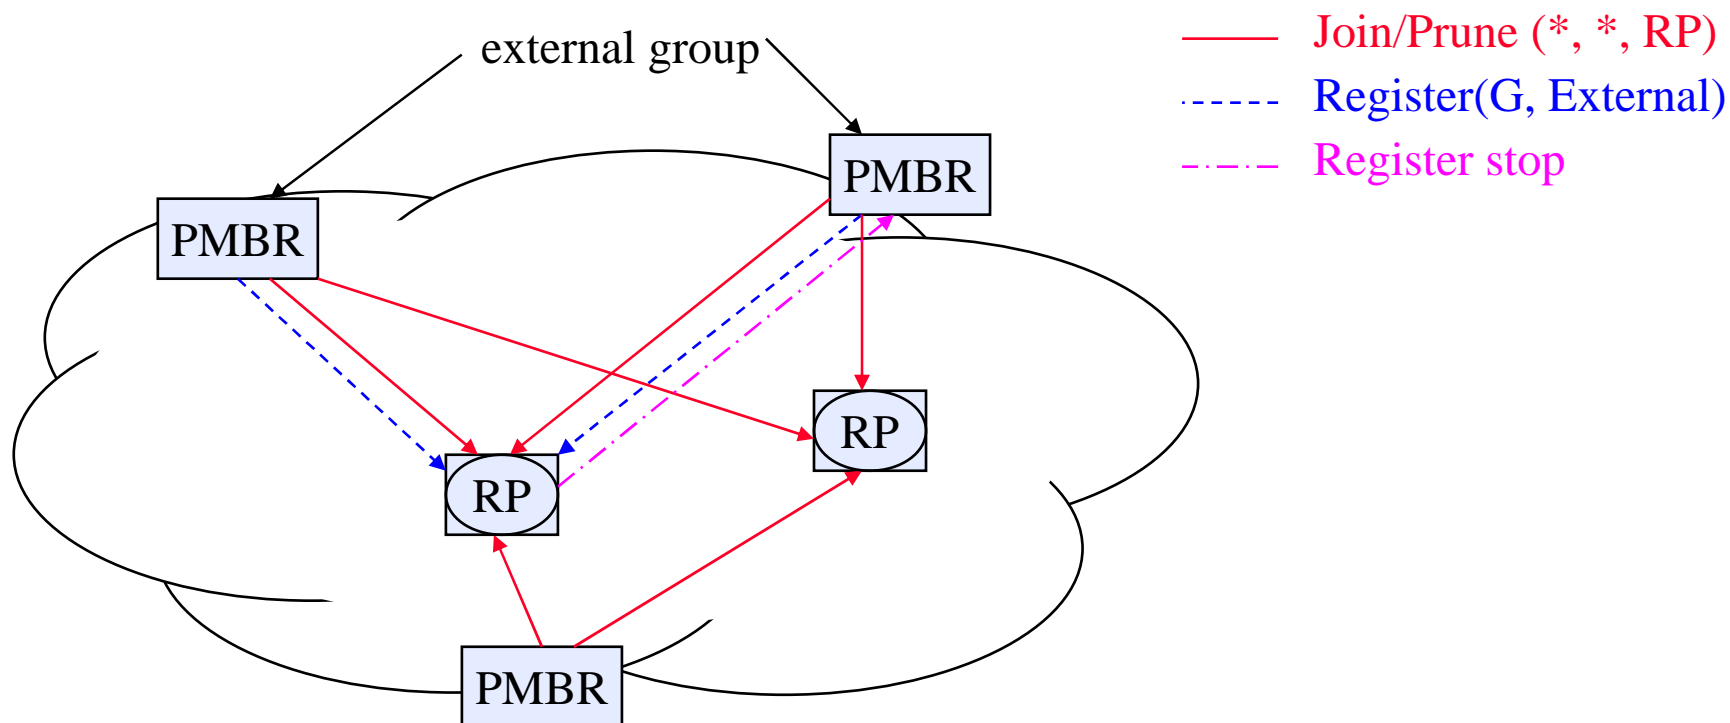 external group
Join/Prune (*, *, RP)
Register(G, External)
Register stop
PMBR
PMBR
RP
RP
PMBR